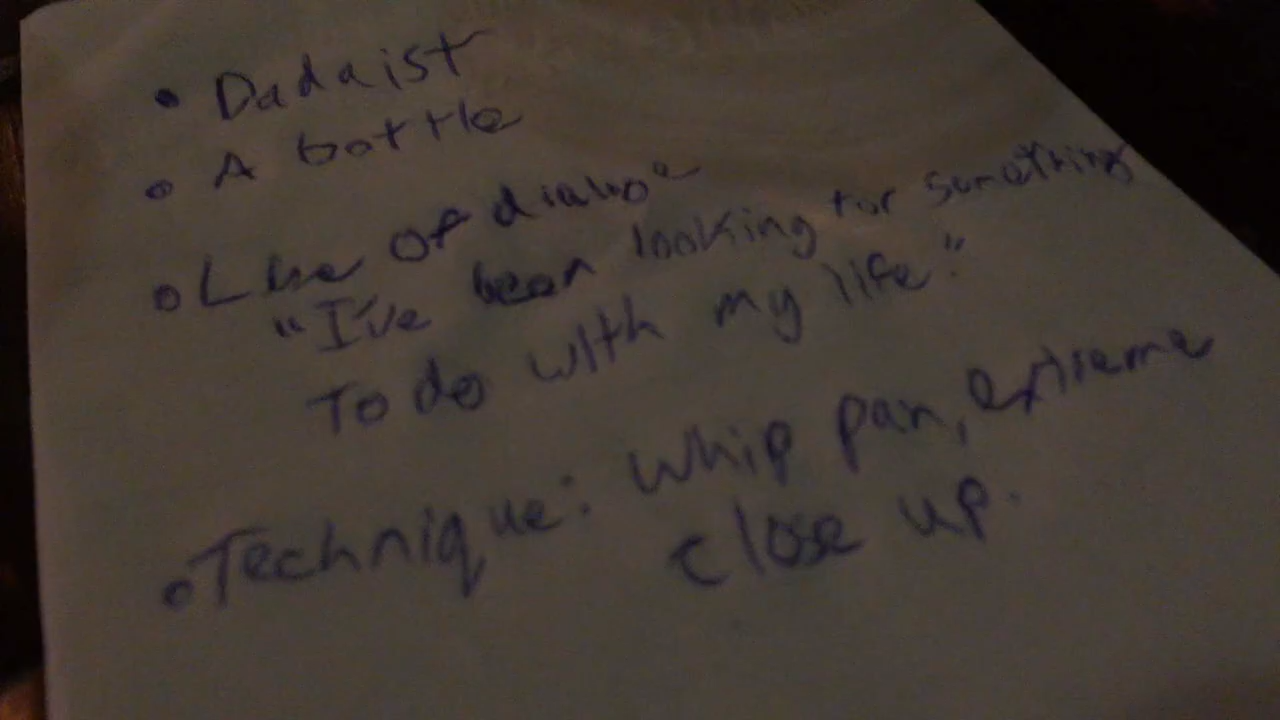 • Dadaist
• A bottle
• Line of dialog
"I've been looking for something
To do with my life."
• Technique: whip pan, extreme
close up.